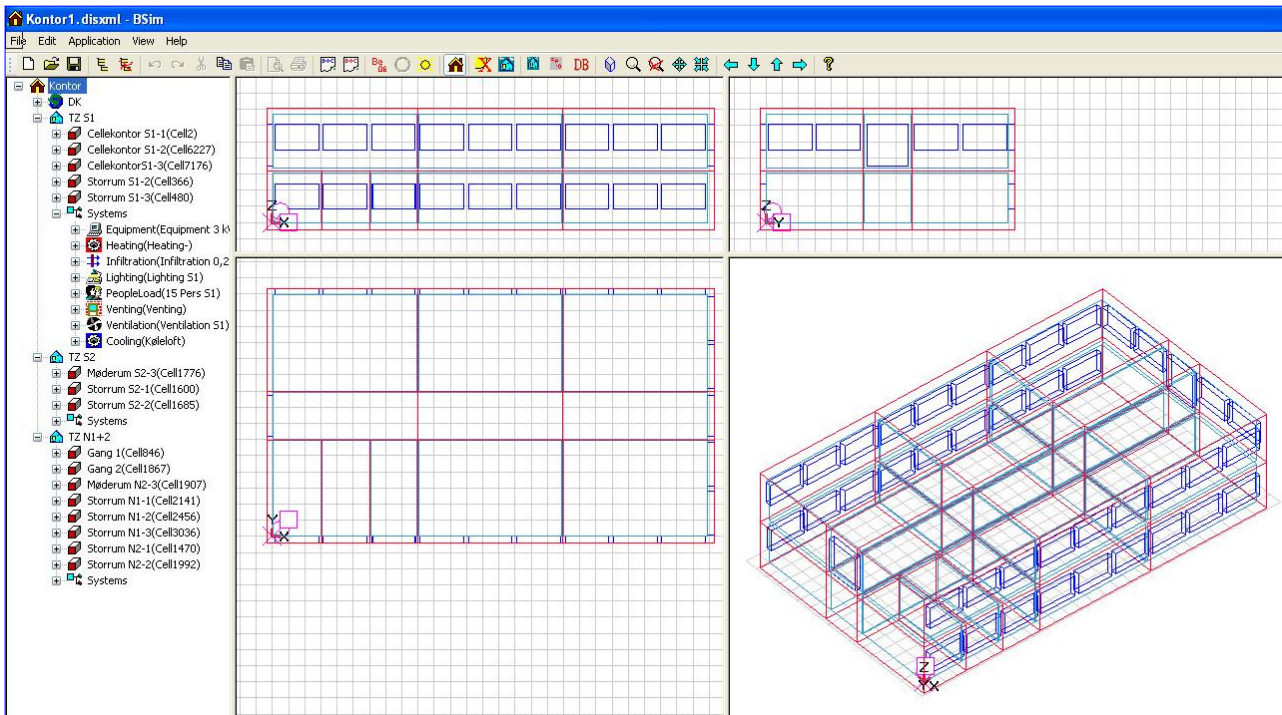 Kontor1.disxml - BSim
File Edit Application View Help
DB
Kontor
DK
TZ S1
Cellekontor S1-1(Cell2)
Cellekontor S1-2(Cell6227)
CellekontorS1-3(Cell7176)
Storrum S1-2(Cell366)
Storrum S1-3(Cell480)
Systems
Equipment(Equipment 3 k
Heating(Heating-)
Infiltration(Infiltration 0,2
Lighting(Lighting S1)
PeopleLoad(15 Pers S1)
Venting(Venting)
Ventilation(Ventilation S1)
Cooling(Køleloft)
TZ S2
Møderum S2-3(Cell1776)
Storrum S2-1(Cell1600)
Storrum S2-2(Cell1685)
Systems
TZ N1+2
Gang 1(Cell846)
Gang 2(Cell1867)
Møderum N2-3(Cell1907)
Storrum N1-1(Cell2141)
Storrum N1-2(Cell2456)
Storrum N1-3(Cell3036)
Storrum N2-1(Cell1470)
Storrum N2-2(Cell1992)
Systems
Z
X
Z
Y
Y
X
Z
YX